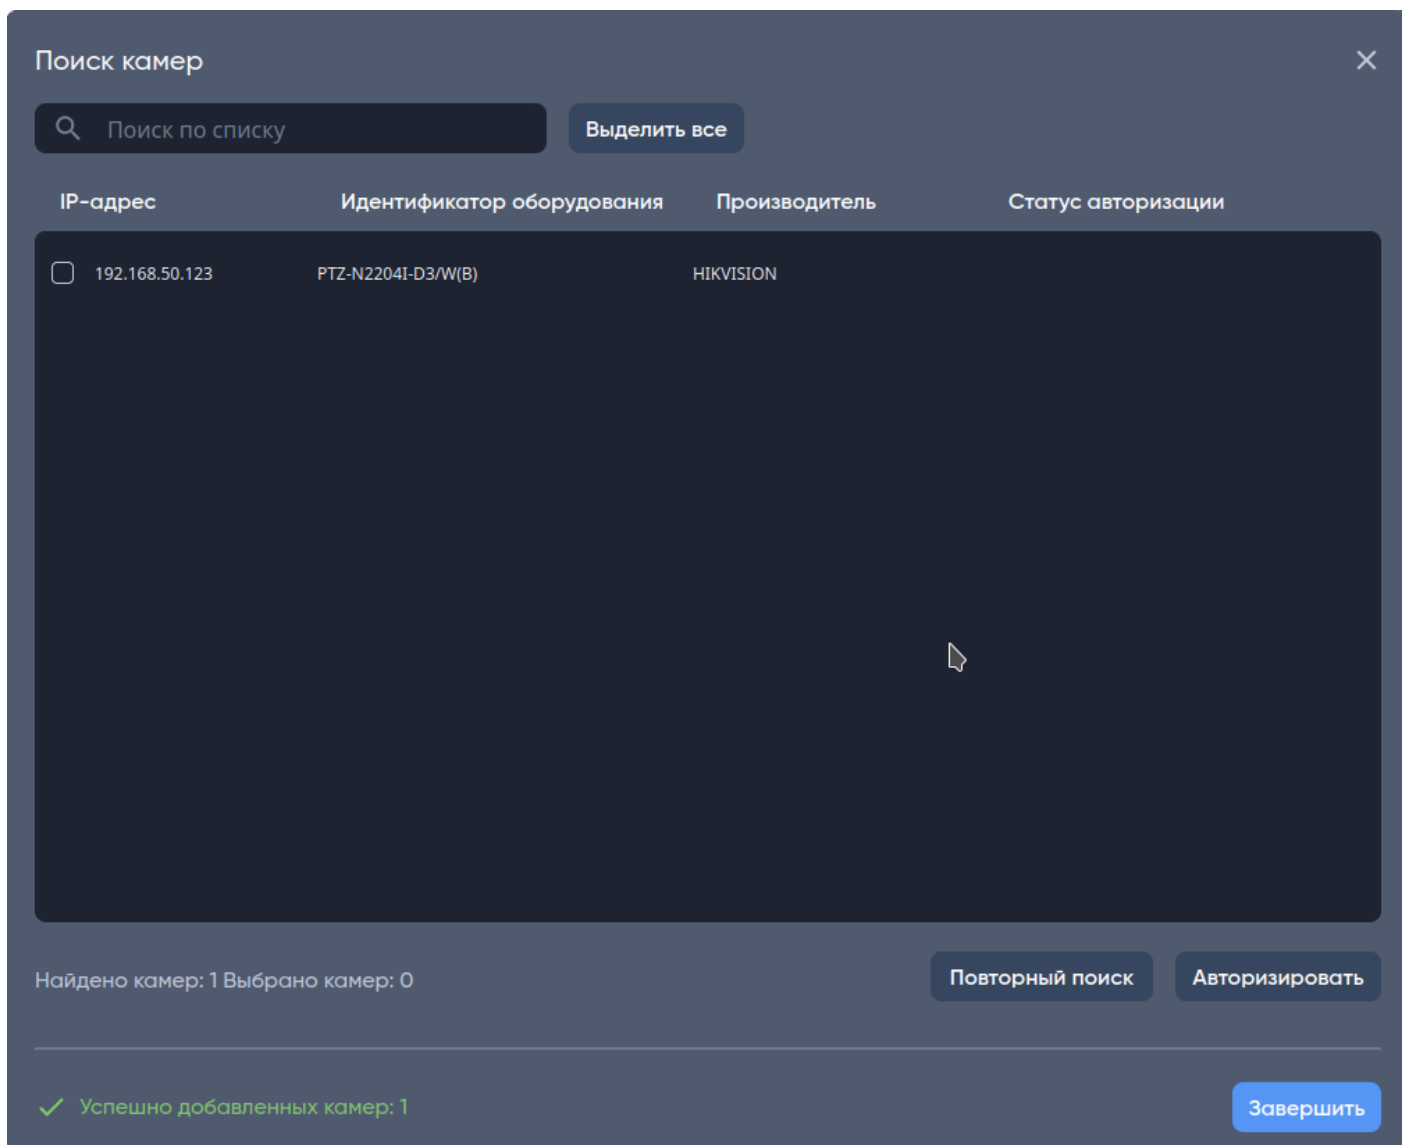 Поиск камер
Поиск по списку
Выделить все
IP-адрес Идентификатор оборудования Производитель Статус авторизации
192.168.50.123 PTZ-N2204I-D3/W(B) HIKVISION
Найдено камер: 1 Выбрано камер: 0
Повторный поиск
Авторизировать
Успешно добавленных камер: 1
Завершить